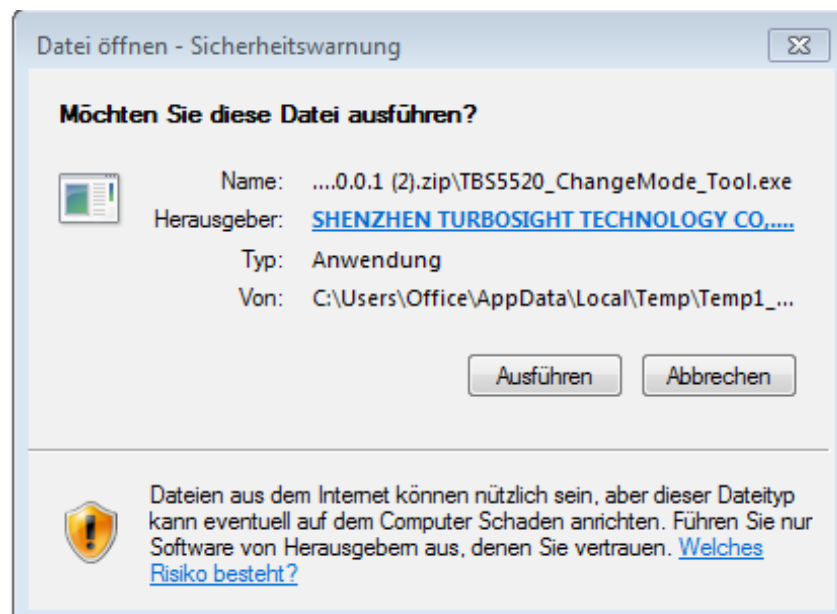 Datei öffnen - Sicherheitswarnung
Möchten Sie diese Datei ausführen?
Name: ....0.0.1 (2).zip\TBS5520_ChangeMode_Tool.exe
Herausgeber: SHENZHEN TURBOSIGHT TECHNOLOGY CO,....
Typ: Anwendung
Von: C:\Users\Office\AppData\Local\Temp\Temp1_...
Ausführen Abbrechen
Dateien aus dem Internet können nützlich sein, aber dieser Dateityp
kann eventuell auf dem Computer Schaden anrichten. Führen Sie nur
Software von Herausgebern aus, denen Sie vertrauen. Welches
Risiko besteht?